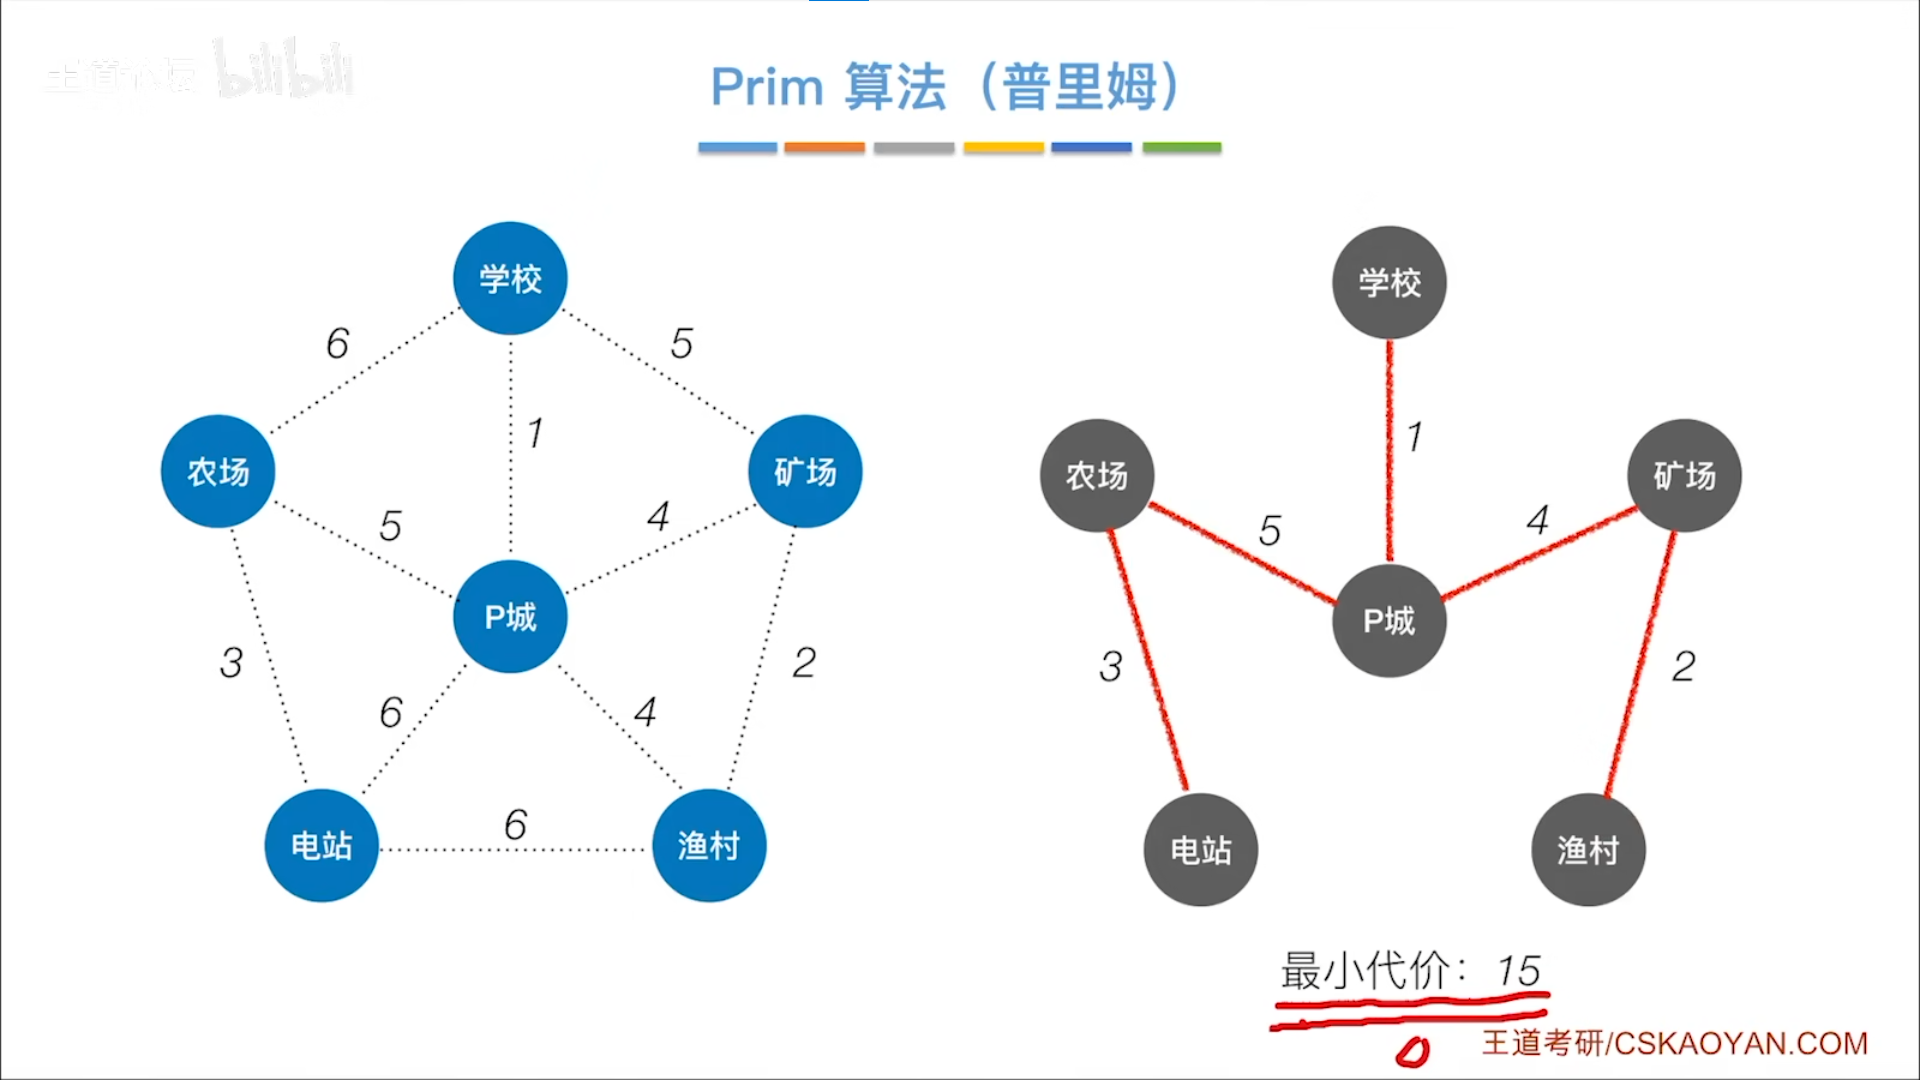 王道论坛 bilibili
Prim 算法（普里姆）
学校
6
5
1
农场
矿场
5
4
P城
3
2
6
4
电站
6
渔村
学校
1
农场
矿场
5
4
P城
3
2
电站
渔村
最小代价：15
王道考研/CSKAOYAN.COM